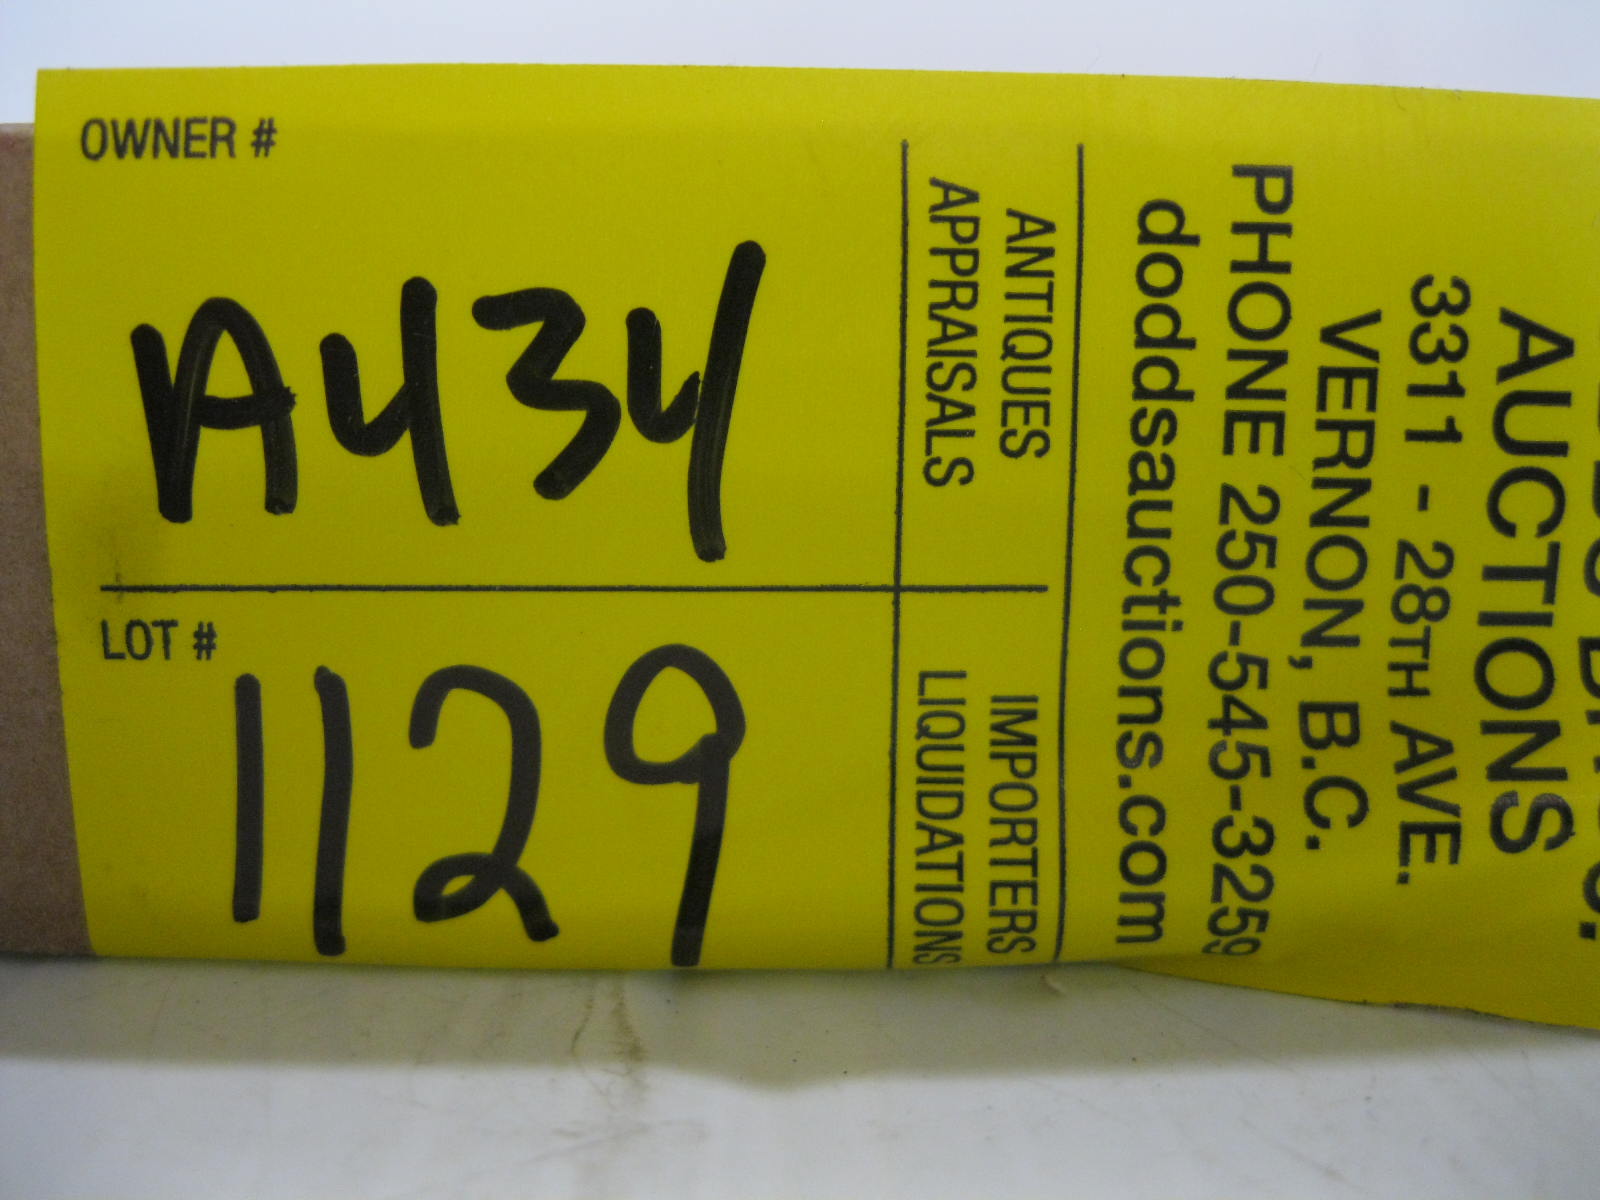 OWNER #
A434
LOT #
1129
AUCTIONS
3311 - 28TH AVE.
VERNON, B.C.
PHONE 250-545-3259
doddsauctions.com
ANTIQUES
APPRAISALS
IMPORTERS
LIQUIDATIONS